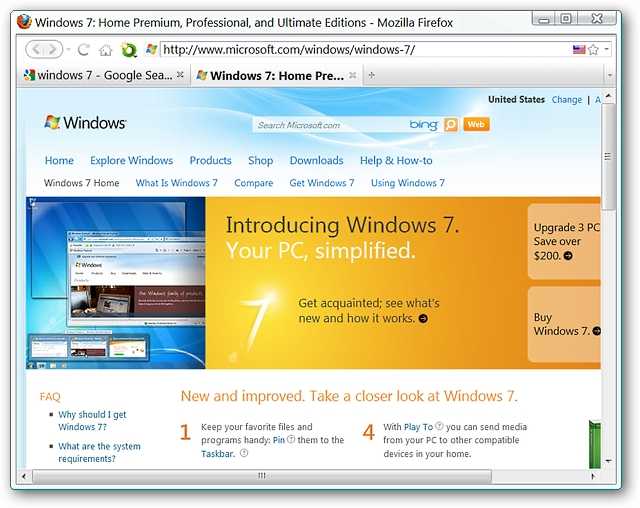 Windows 7: Home Premium, Professional, and Ultimate Editions - Mozilla Firefox
http://www.microsoft.com/windows/windows-7/
windows 7 - Google Sea...
Windows 7: Home Pre...
United States Change | A
Windows
Search Microsoft.com bing Web
Home Explore Windows Products Shop Downloads Help & How-to
Windows 7 Home What Is Windows 7 Compare Get Windows 7 Using Windows 7
Introducing Windows 7.
Your PC, simplified.
7
Get acquainted; see what's
new and how it works.
Upgrade 3 PC
Save over
$200.
Buy
Windows 7.
FAQ
Why should I get
Windows 7?
What are the system
requirements?
New and improved. Take a closer look at Windows 7.
1 Keep your favorite files and
programs handy: Pin ? them to the
Taskbar. ?
4 With Play To ? you can send media
from your PC to other compatible
devices in your home.